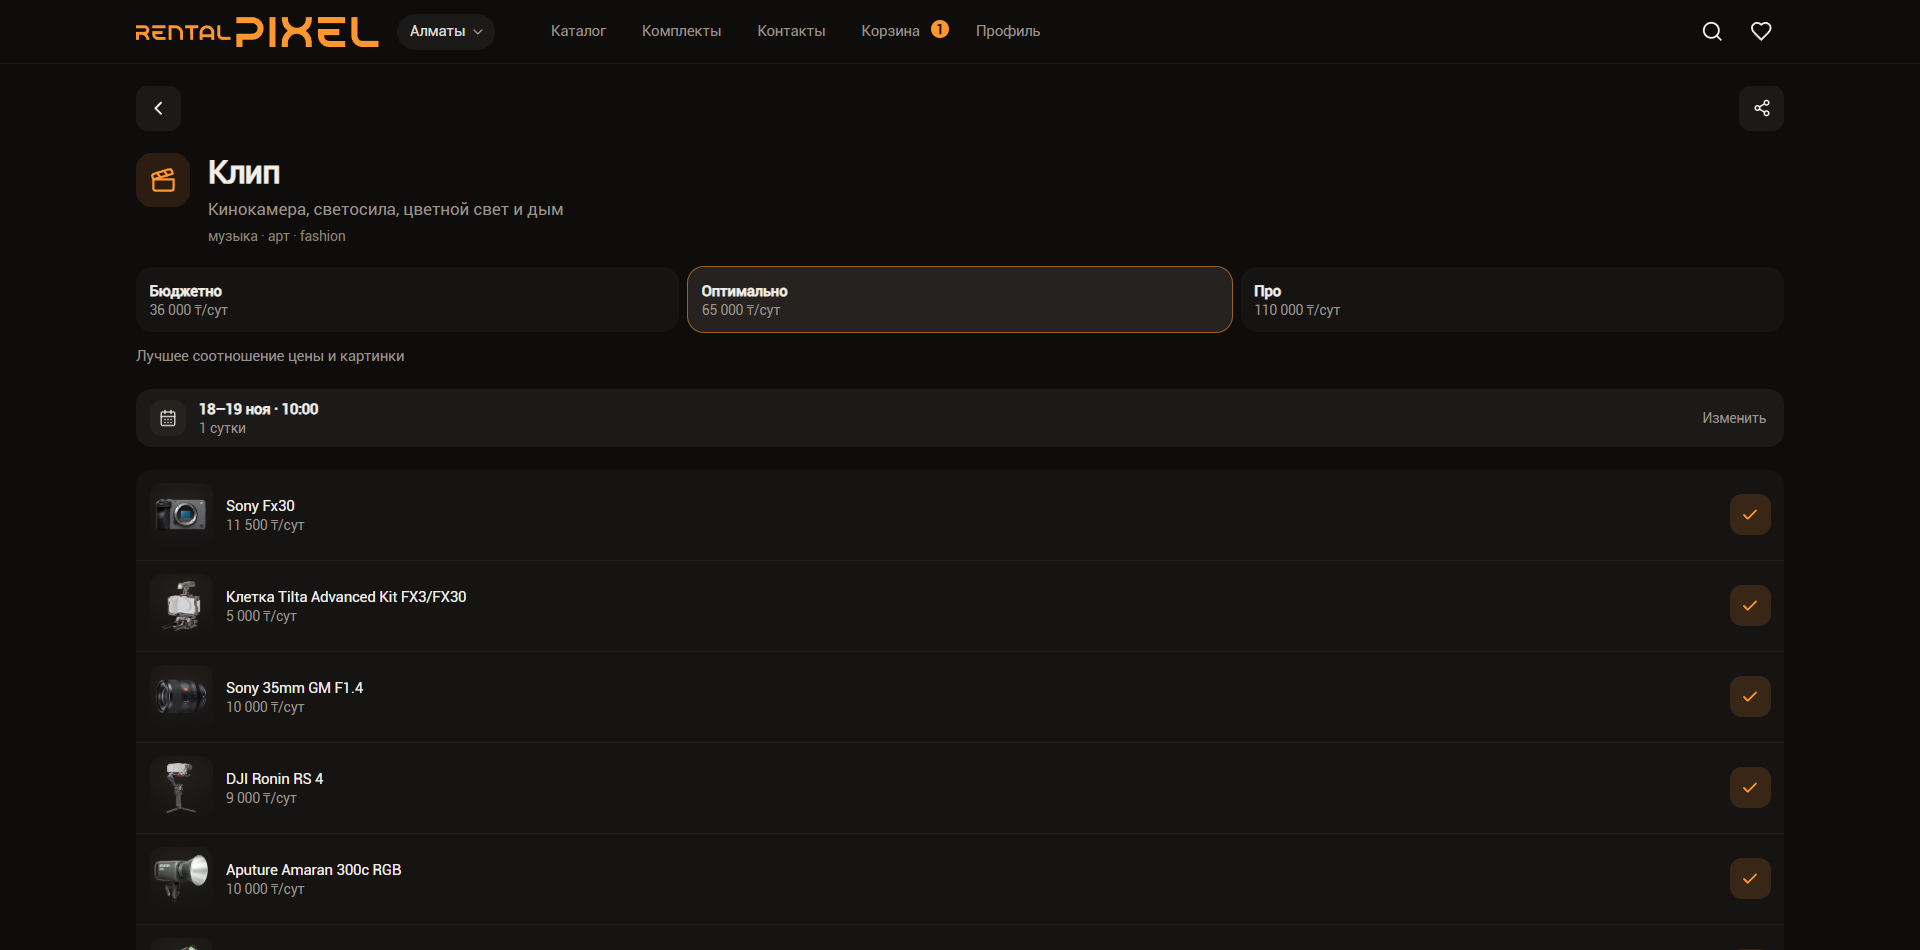 RENTAL PIXEL
Алматы
Каталог
Комплекты
Контакты
Корзина 1
Профиль
Клип
Кинокамера, светосила, цветной свет и дым
музыка · арт · fashion
Бюджетно
36 000 ₸/сут
Оптимально
65 000 ₸/сут
Про
110 000 ₸/сут
Лучшее соотношение цены и картинки
18–19 ноя · 10:00
1 сутки
Изменить
Sony Fx30
11 500 ₸/сут
Клетка Tilta Advanced Kit FX3/FX30
5 000 ₸/сут
Sony 35mm GM F1.4
10 000 ₸/сут
DJI Ronin RS 4
9 000 ₸/сут
Aputure Amaran 300c RGB
10 000 ₸/сут